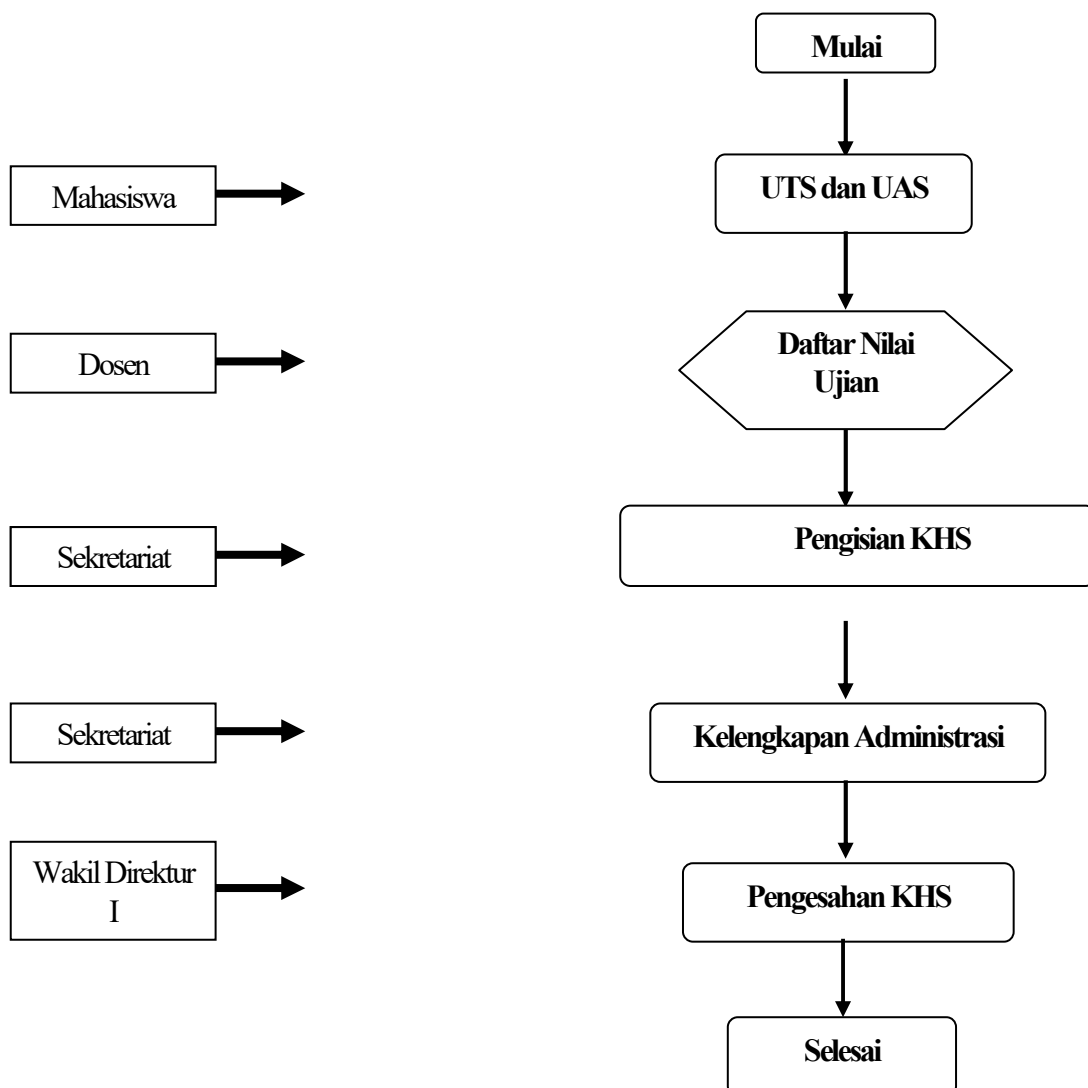 Mulai
Mahasiswa
UTS dan UAS
Dosen
Daftar Nilai
Ujian
Sekretariat
Pengisian KHS
Sekretariat
Kelengkapan Administrasi
Wakil Direktur
I
Pengesahan KHS
Selesai